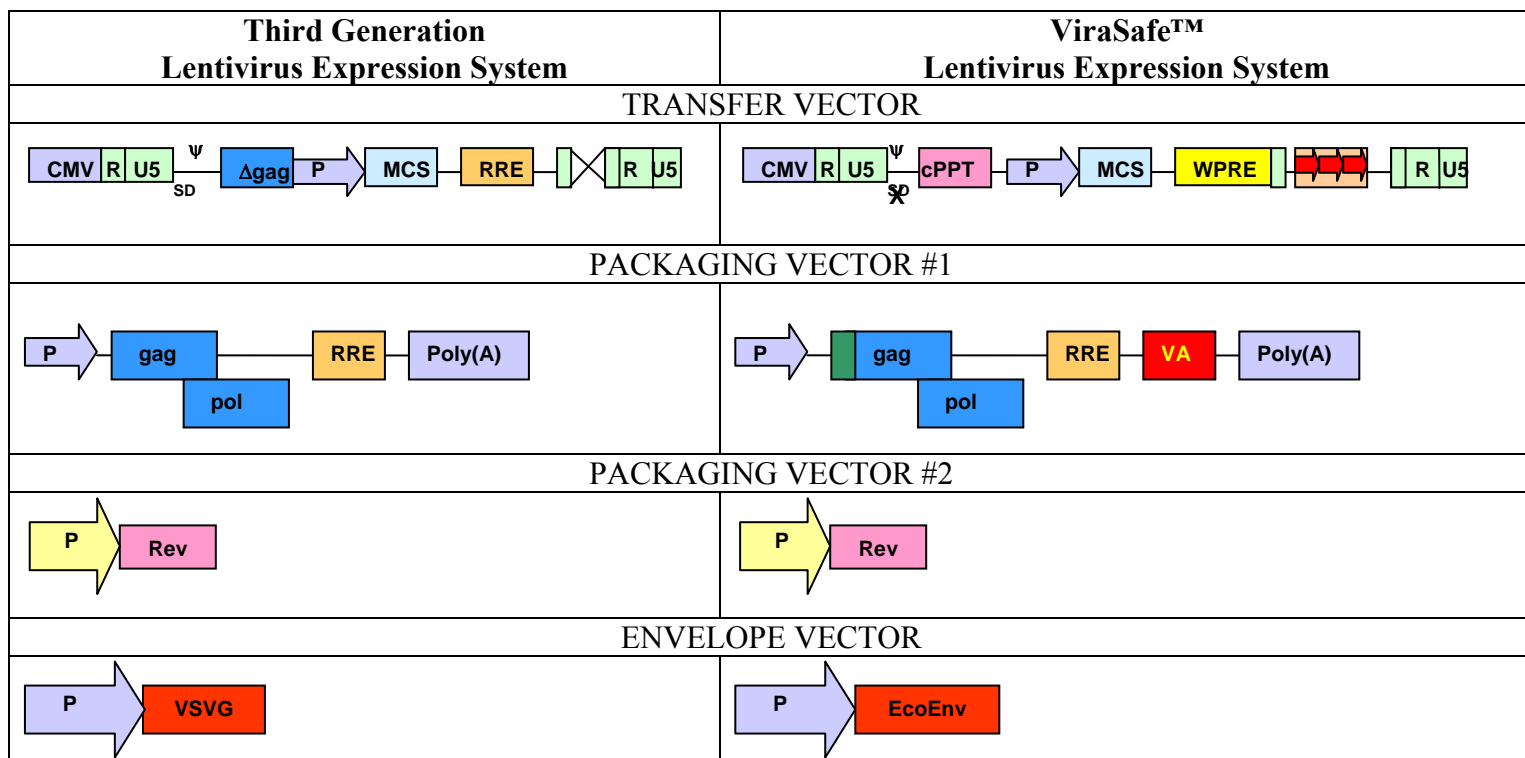 Third Generation
Lentivirus Expression System
ViraSafe™
Lentivirus Expression System
TRANSFER VECTOR
ψ
CMV R U5 Δgag P MCS RRE R U5
SD
ψ
CMV R U5 cPPT P MCS WPRE R U5
SD
X
PACKAGING VECTOR #1
P gag RRE Poly(A)
pol
P gag RRE VA Poly(A)
pol
PACKAGING VECTOR #2
P Rev
P Rev
ENVELOPE VECTOR
P VSVG
P EcoEnv